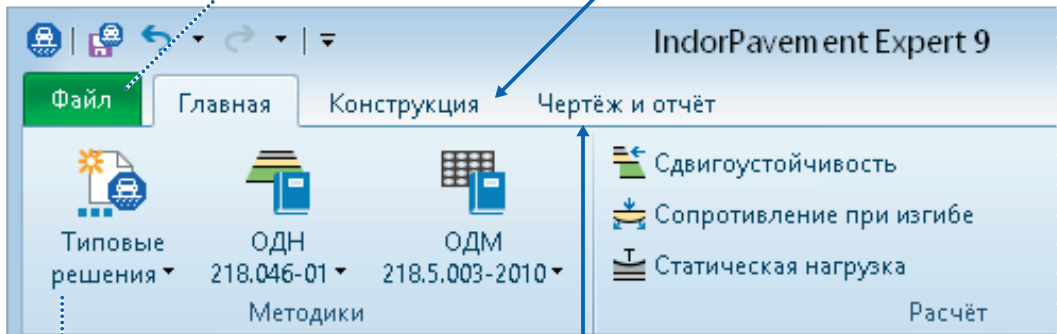 IndorPavement Expert 9
Файл Главная Конструкция Чертёж и отчёт
Типовые решения
ОДН 218.046-01
ОДМ 218.5.003-2010
Методики
Сдвигоустойчивость
Сопротивление при изгибе
Статическая нагрузка
Расчёт